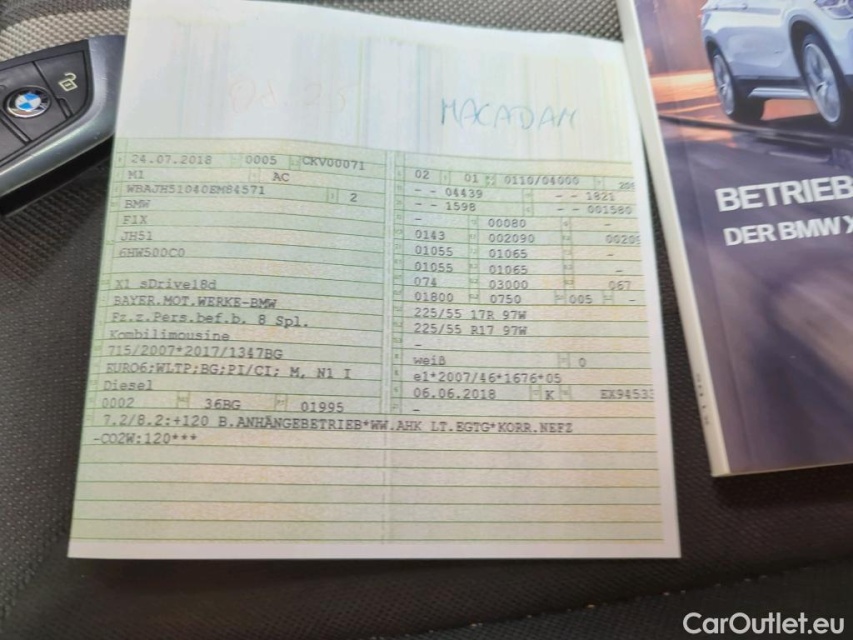 MACADAM
24.07.2018 0005 CKV00071
M1 AC
WBAJH51040EM84571 2
BMW
F1X
JH51
6HW500C0
X1 sDrive18d
BAYER.MOT.WERKE-BMW
Fz.z.Pers.bef.b. 8 Spl.
Kombilimousine
715/2007*2017/1347BG
EURO6;WLTP;BG;PI/CI; M, N1 I
Diesel
0002 36BG 01995
02 01 0110/04000
- - 04439 - - 1821
- - 1598 - - 001580
- 00080 -
0143 002090
01055 01065 -
01055 01065 -
074 03000 067
01800 0750 005 -
225/55 17R 97W
225/55 R17 97W
-
weiß 0
e1*2007/46*1676*05
06.06.2018 K EX9453
-
7.2/8.2:+120 B.ANHÄNGEBETRIEB*WW.AHK LT.EGTG*KORR.NEFZ
-CO2W:120***
BETRIEB
DER BMW X
CarOutlet.eu